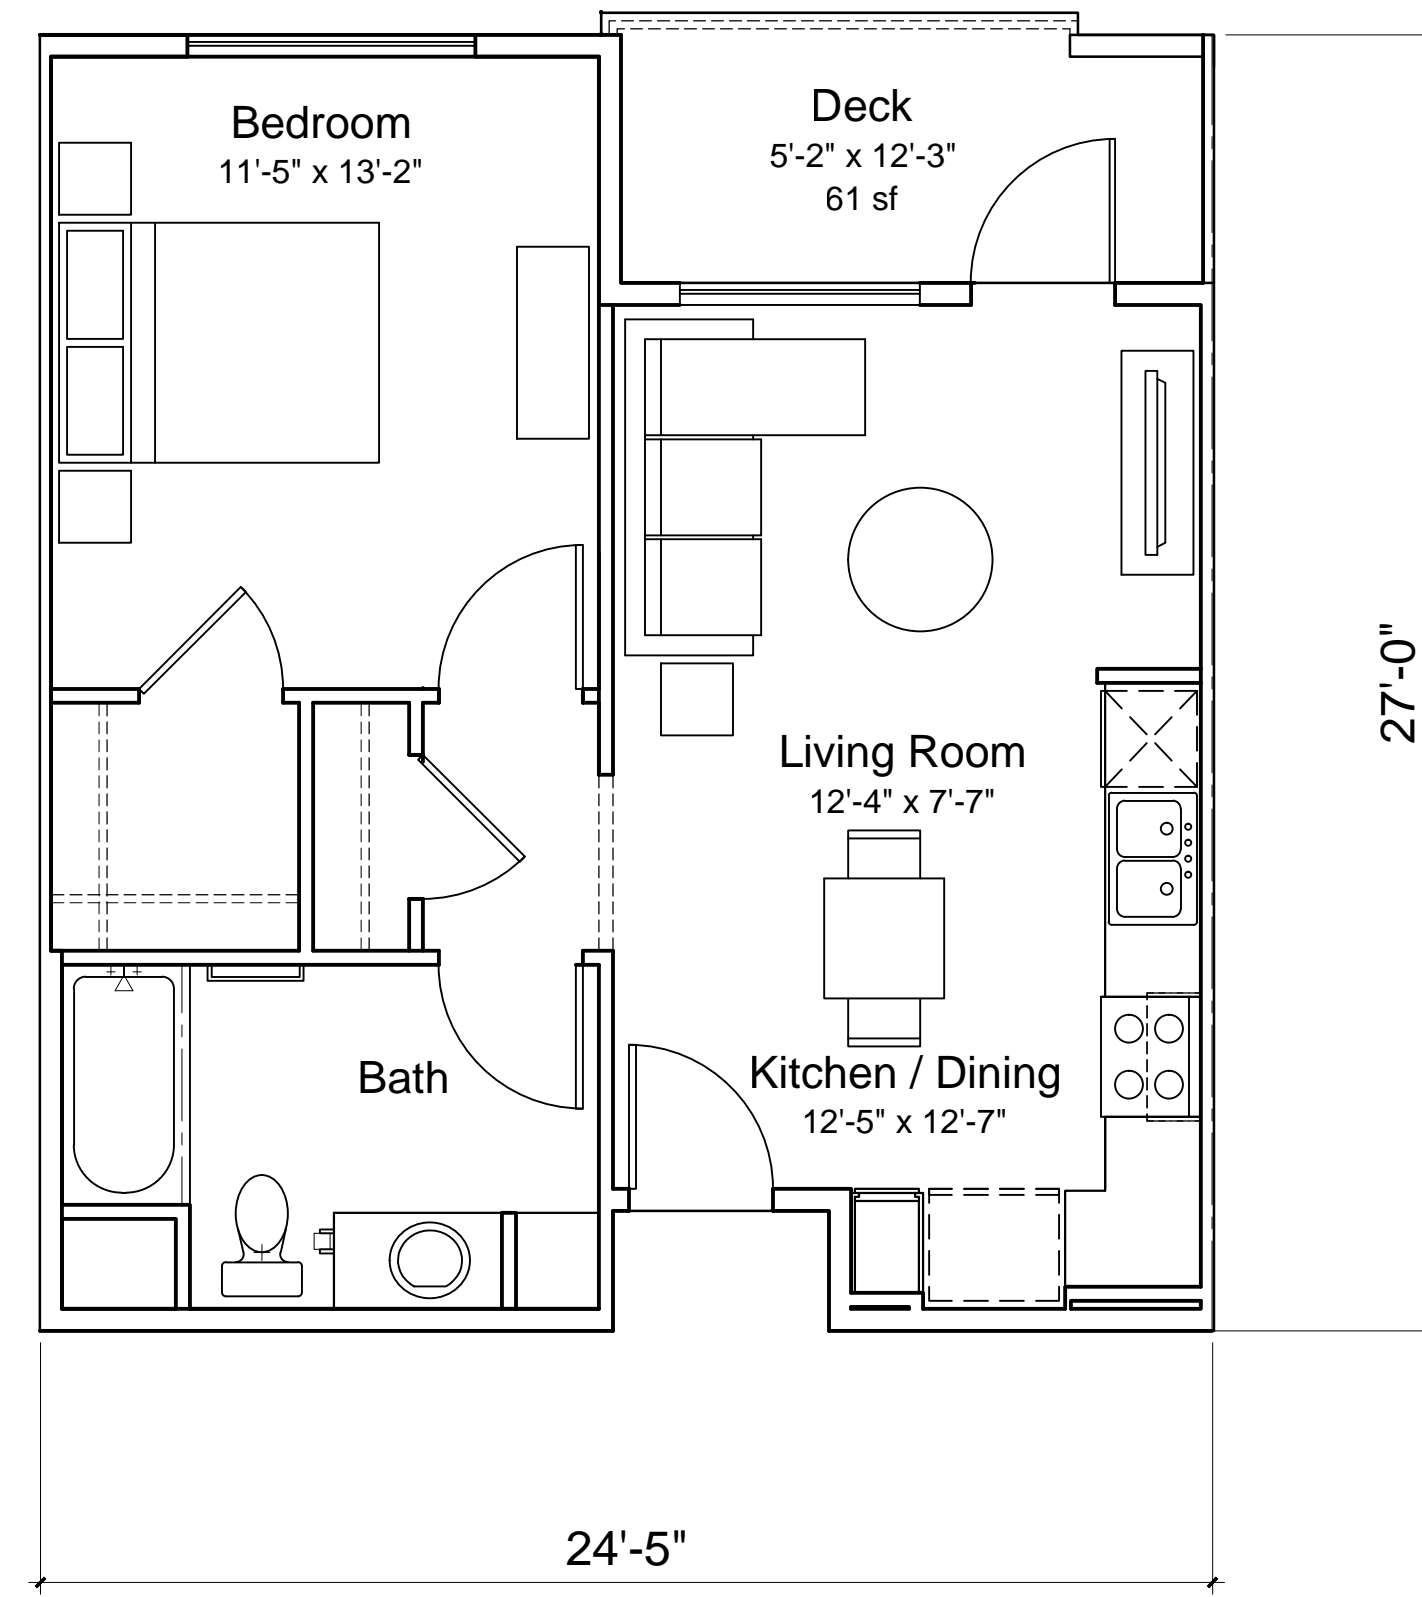 Bedroom
11'-5" x 13'-2"
Deck
5'-2" x 12'-3"
61 sf
27'-0"
Living Room
12'-4" x 7'-7"
Bath
Kitchen / Dining
12'-5" x 12'-7"
24'-5"